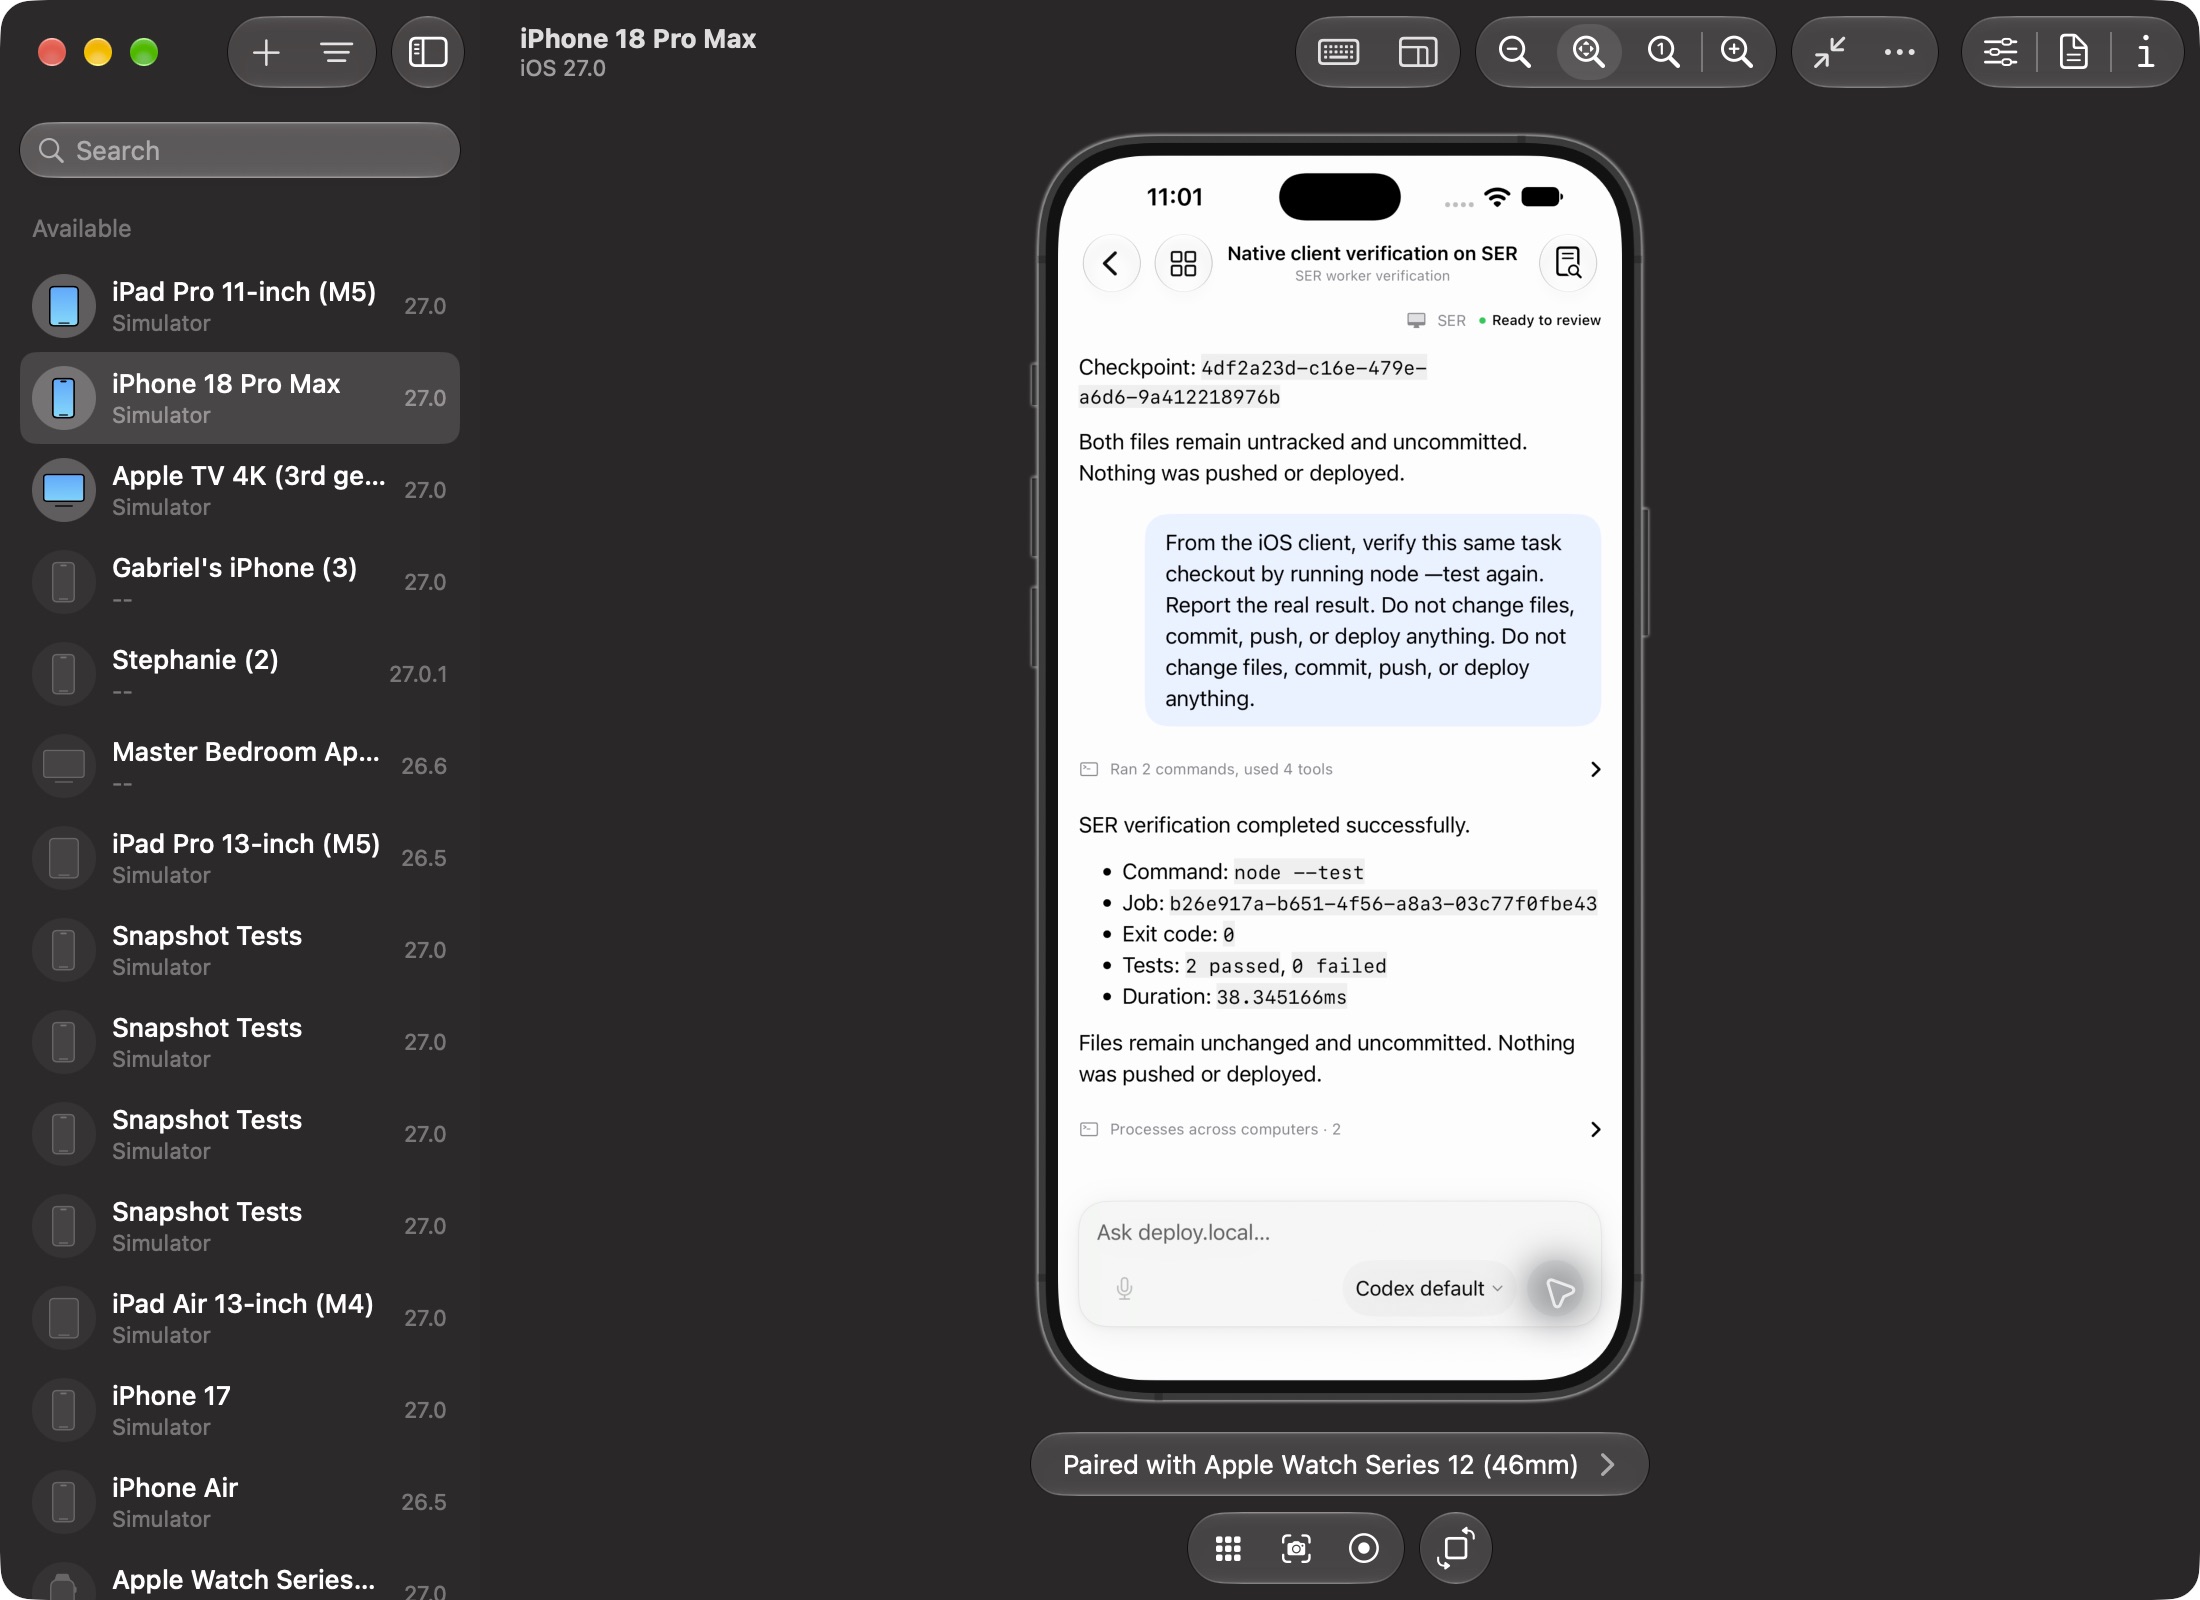 iPhone 18 Pro Max
iOS 27.0
Search
Available
iPad Pro 11-inch (M5)
Simulator
27.0
iPhone 18 Pro Max
Simulator
27.0
Apple TV 4K (3rd ge...
Simulator
27.0
Gabriel's iPhone (3)
--
27.0
Stephanie (2)
--
27.0.1
Master Bedroom Ap...
--
26.6
iPad Pro 13-inch (M5)
Simulator
26.5
Snapshot Tests
Simulator
27.0
Snapshot Tests
Simulator
27.0
Snapshot Tests
Simulator
27.0
Snapshot Tests
Simulator
27.0
iPad Air 13-inch (M4)
Simulator
27.0
iPhone 17
Simulator
27.0
iPhone Air
Simulator
26.5
Apple Watch Series...
27.0
11:01
Native client verification on SER
SER worker verification
SER • Ready to review
Checkpoint: 4df2a23d-c16e-479e-
a6d6-9a412218976b
Both files remain untracked and uncommitted.
Nothing was pushed or deployed.
From the iOS client, verify this same task
checkout by running node —test again.
Report the real result. Do not change files,
commit, push, or deploy anything. Do not
change files, commit, push, or deploy
anything.
Ran 2 commands, used 4 tools
SER verification completed successfully.
• Command: node --test
• Job: b26e917a-b651-4f56-a8a3-03c77f0fbe43
• Exit code: 0
• Tests: 2 passed, 0 failed
• Duration: 38.345166ms
Files remain unchanged and uncommitted. Nothing
was pushed or deployed.
Processes across computers · 2
Ask deploy.local...
Codex default
Paired with Apple Watch Series 12 (46mm)